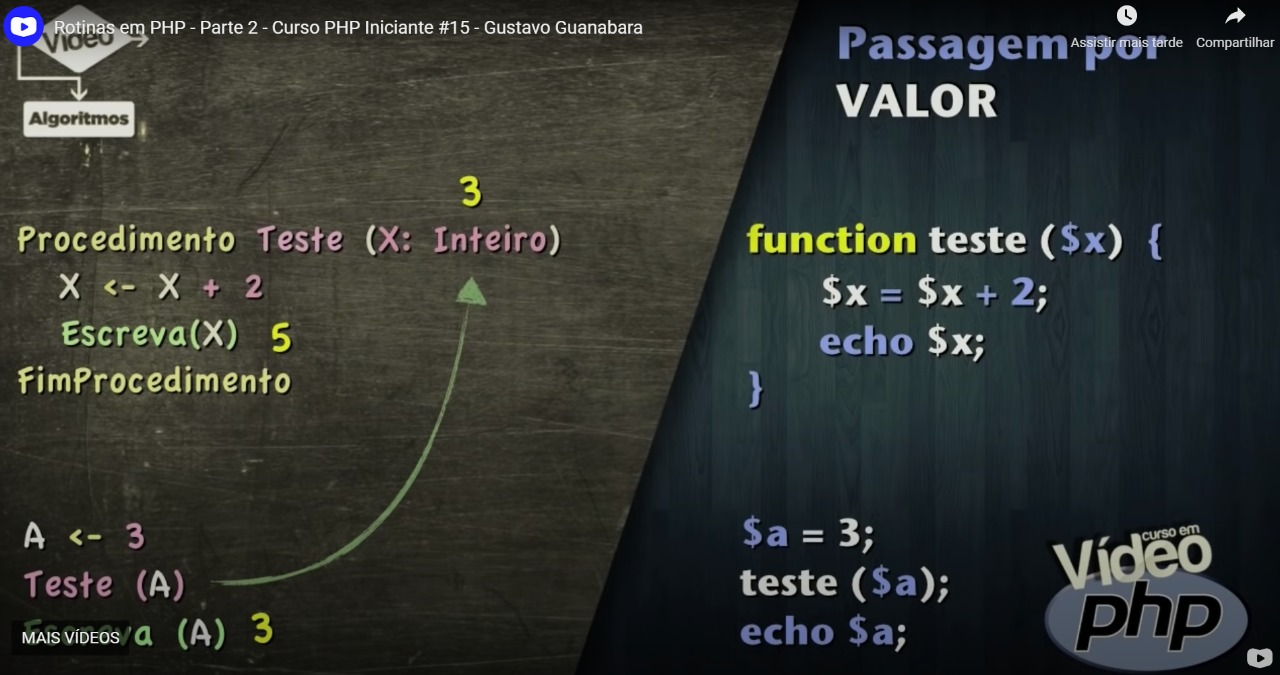 Rotinas em PHP - Parte 2 - Curso PHP Iniciante #15 - Gustavo Guanabara
Assistir mais tarde
Compartilhar
Vídeo
Algoritmos
Passagem por
VALOR
3
Procedimento Teste (X: Inteiro)
X <- X + 2
Escreva(X) 5
FimProcedimento
A <- 3
Teste (A)
Escreva (A) 3
MAIS VÍDEOS
function teste ($x) {
$x = $x + 2;
echo $x;
}
$a = 3;
teste ($a);
echo $a;
curso em
Vídeo
php